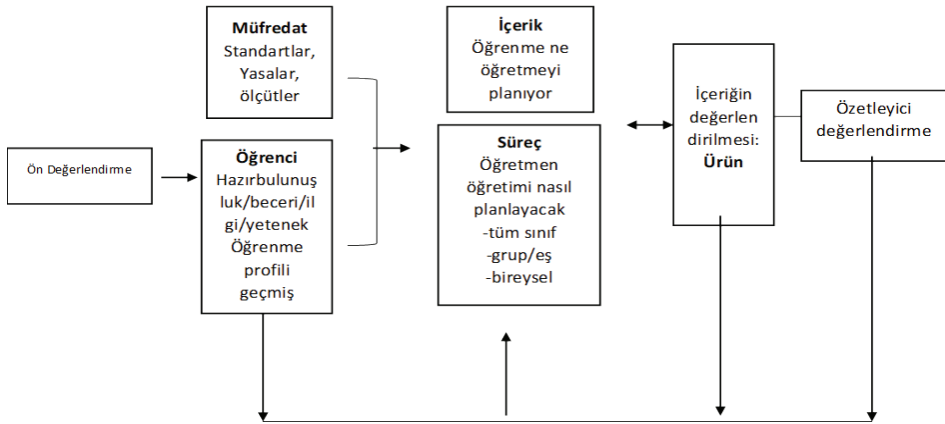 Müfredat
Standartlar,
Yasalar,
ölçütler
İçerik
Öğrenme ne
öğretmeyi
planıyor
Ön Değerlendirme
Öğrenci
Hazırbulunuş
luk/beceri/il
gi/yetenek
Öğrenme
profili
geçmiş
Süreç
Öğretmen
öğretimi nasıl
planlayacak
-tüm sınıf
-grup/eş
-bireysel
İçeriğin
değerlen
dirilmesi:
Ürün
Özetleyici
değerlendirme